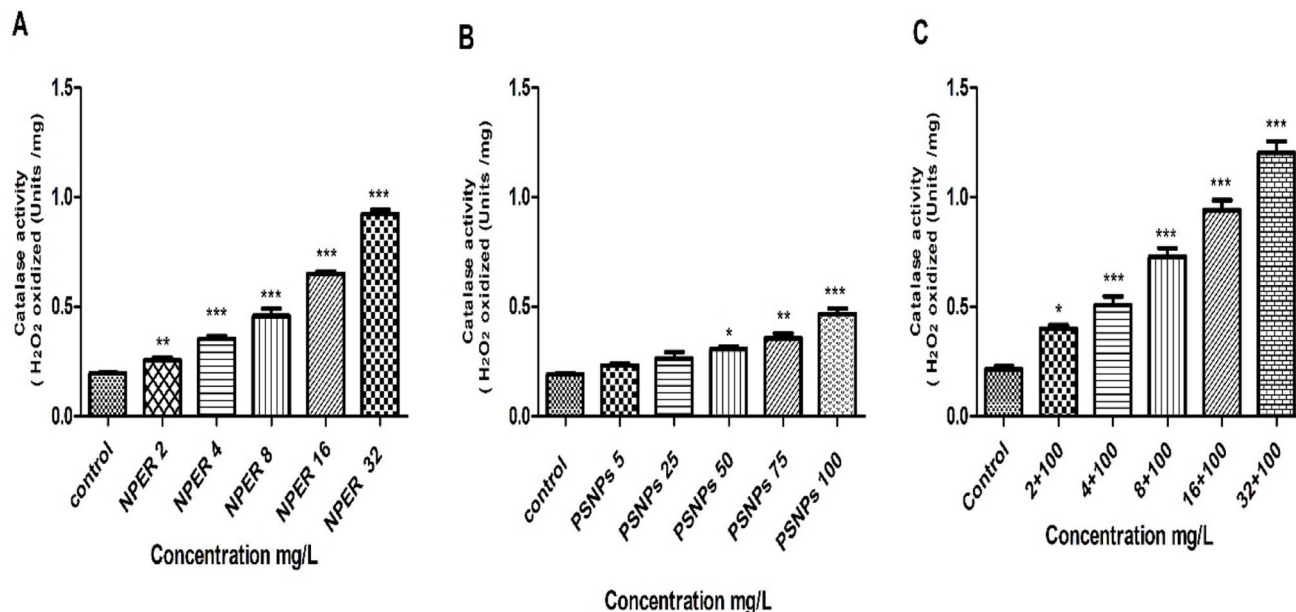 A
Catalase activity
( H₂O₂ oxidized (Units /mg)
1.5
1.0
0.5
0.0
**
***
***
***
***
control
NPER 2
NPER 4
NPER 8
NPER 16
NPER 32
Concentration mg/L
B
Catalase activity
( H₂O₂ oxidized (Units /mg)
1.5
1.0
0.5
0.0
*
**
***
control
PSNPs 5
PSNPs 25
PSNPs 50
PSNPs 75
PSNPs 100
Concentration mg/L
C
Catalase activity
( H₂O₂ oxidized (Units /mg)
1.5
1.0
0.5
0.0
*
***
***
***
***
Control
2+100
4+100
8+100
16+100
32+100
Concentration mg/L